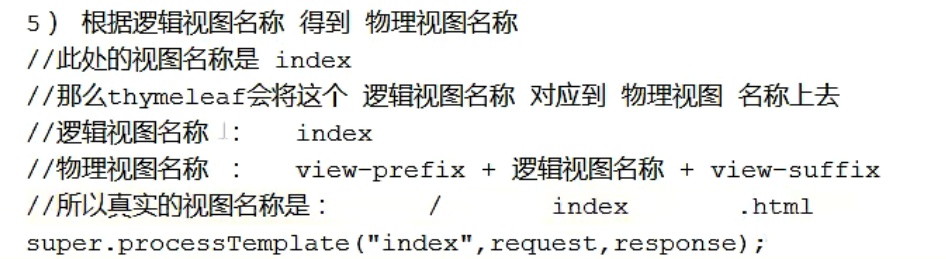 5） 根据逻辑视图名称 得到 物理视图名称
//此处的视图名称是 index
//那么thymeleaf会将这个 逻辑视图名称 对应到 物理视图 名称上去
//逻辑视图名称 ： index
//物理视图名称 ： view-prefix + 逻辑视图名称 + view-suffix
//所以真实的视图名称是： / index .html
super.processTemplate("index",request,response);